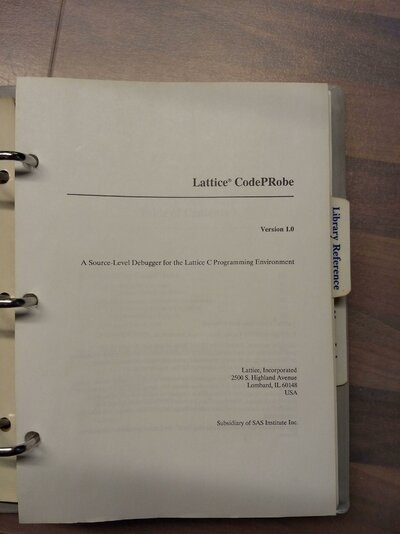 Lattice® CodePRobe
Version 1.0
A Source-Level Debugger for the Lattice C Programming Environment
Library Reference
Lattice, Incorporated
2500 S. Highland Avenue
Lombard, IL 60148
USA
Subsidiary of SAS Institute Inc.